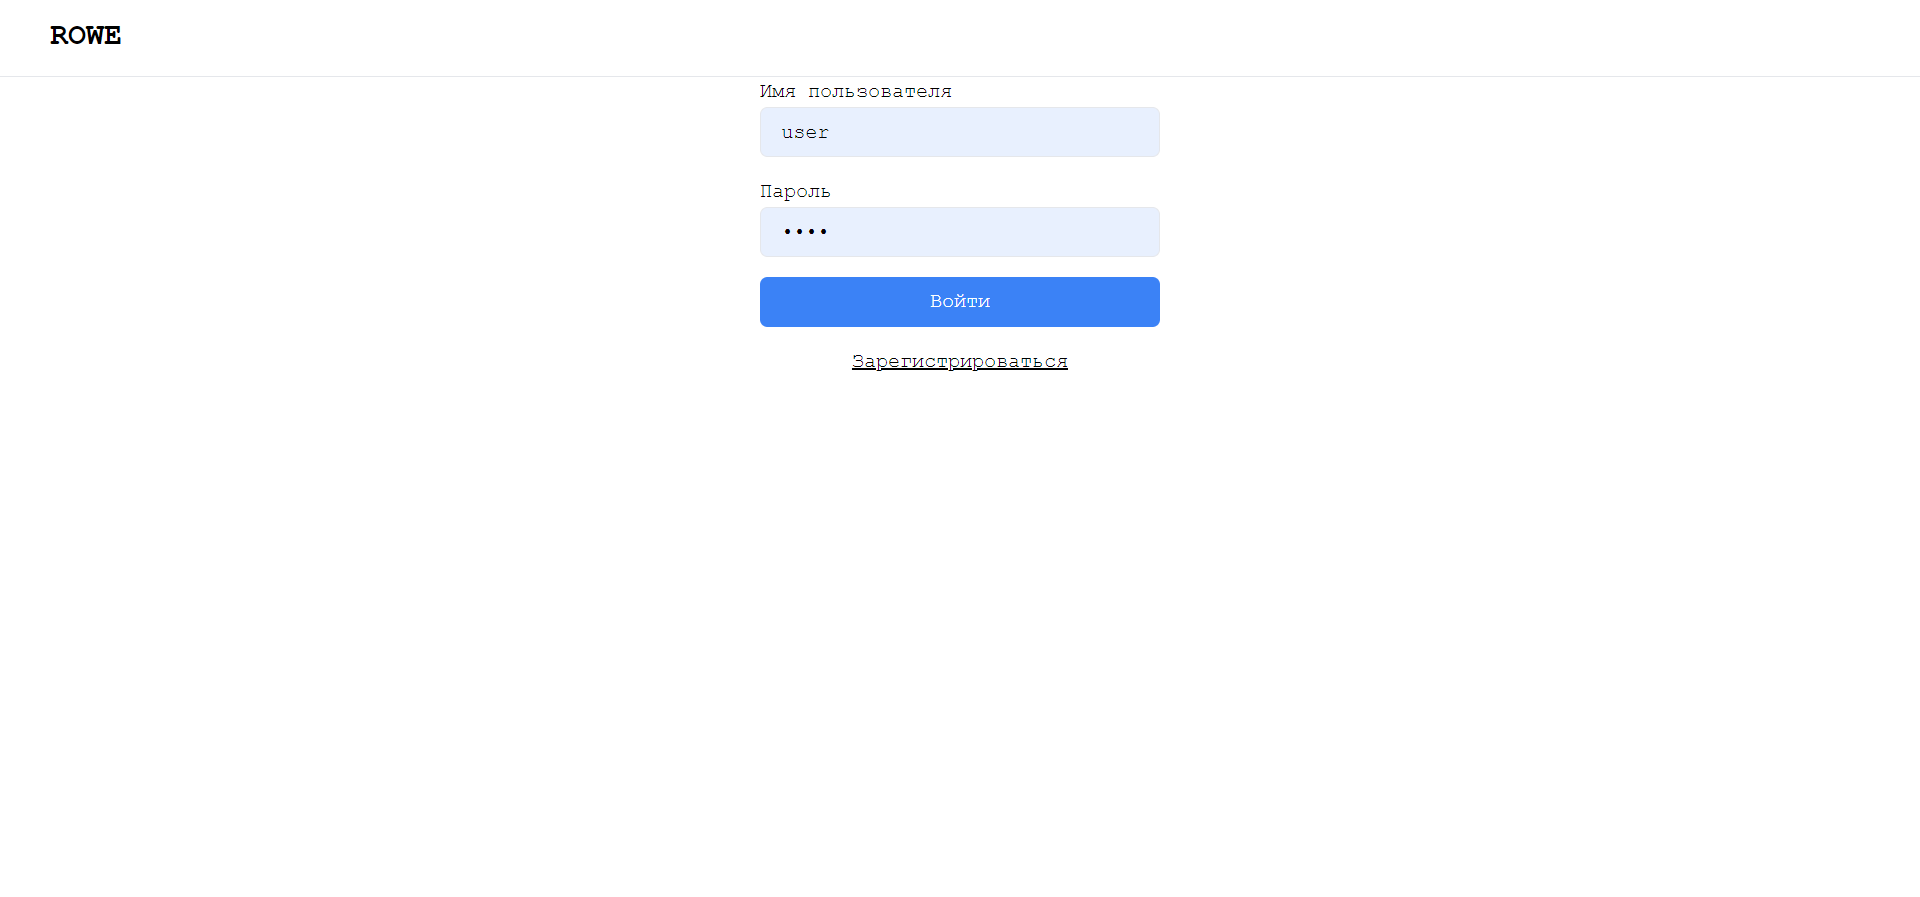 ROWE
Имя пользователя
user
Пароль
••••
Войти
Зарегистрироваться